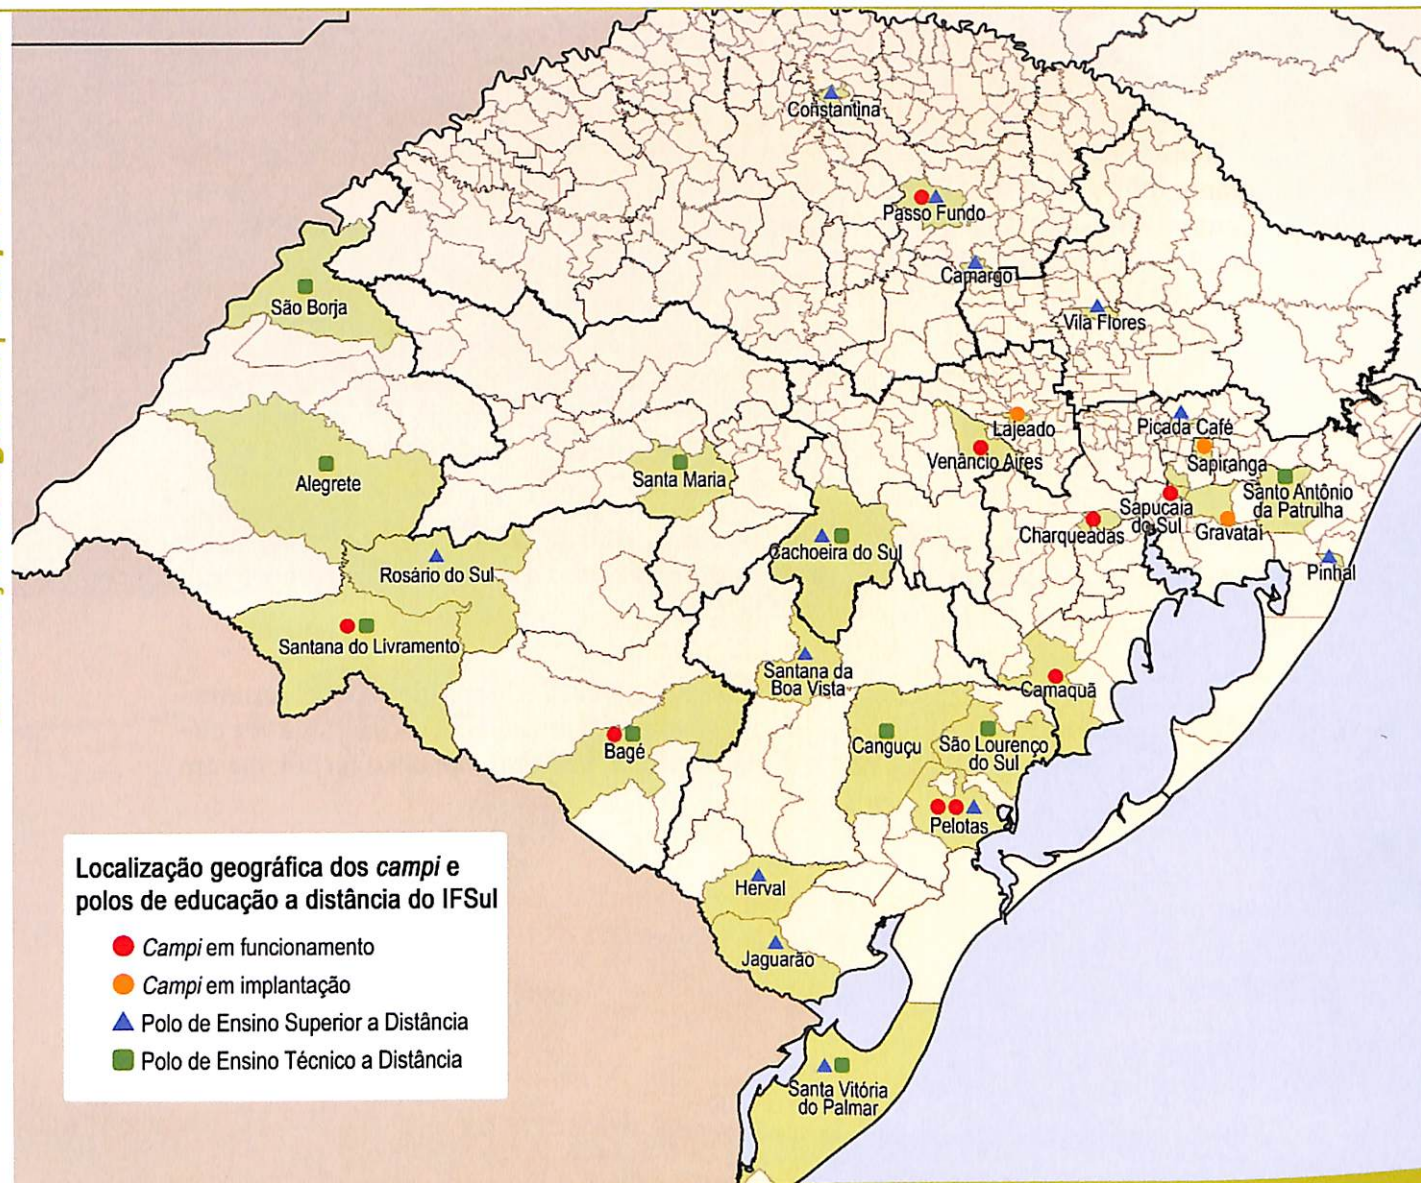 Constantina
Passo Fundo
Camargo
Vila Flores
São Borja
Lajeado
Picada Café
Venâncio Aires
Sapiranga
Santa Maria
Alegrete
Santo Antônio
da Patrulha
Sapucaia
do Sul
Charqueadas
Gravataí
Cachoeira do Sul
Rosário do Sul
Pinhal
Santana do Livramento
Santana da
Boa Vista
Camaquã
Canguçu
São Lourenço
do Sul
Bagé
Pelotas
Herval
Jaguarão
Santa Vitória
do Palmar
Localização geográfica dos campi e
polos de educação a distância do IFSul
Campi em funcionamento
Campi em implantação
Polo de Ensino Superior a Distância
Polo de Ensino Técnico a Distância